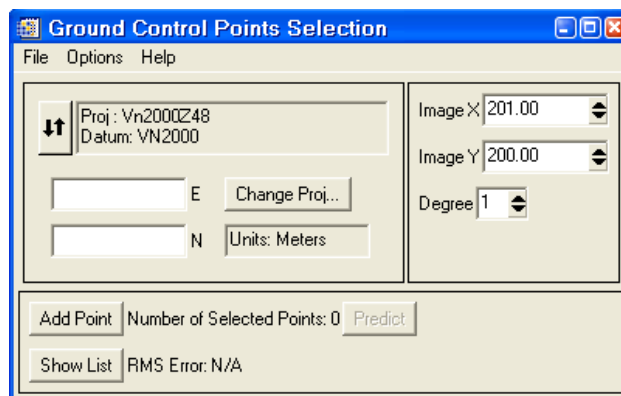 Ground Control Points Selection
File Options Help
Proj : Vn2000Z48
Datum: VN2000
E Change Proj...
N Units: Meters
Image X 201.00
Image Y 200.00
Degree 1
Add Point Number of Selected Points: 0 Predict
Show List RMS Error: N/A